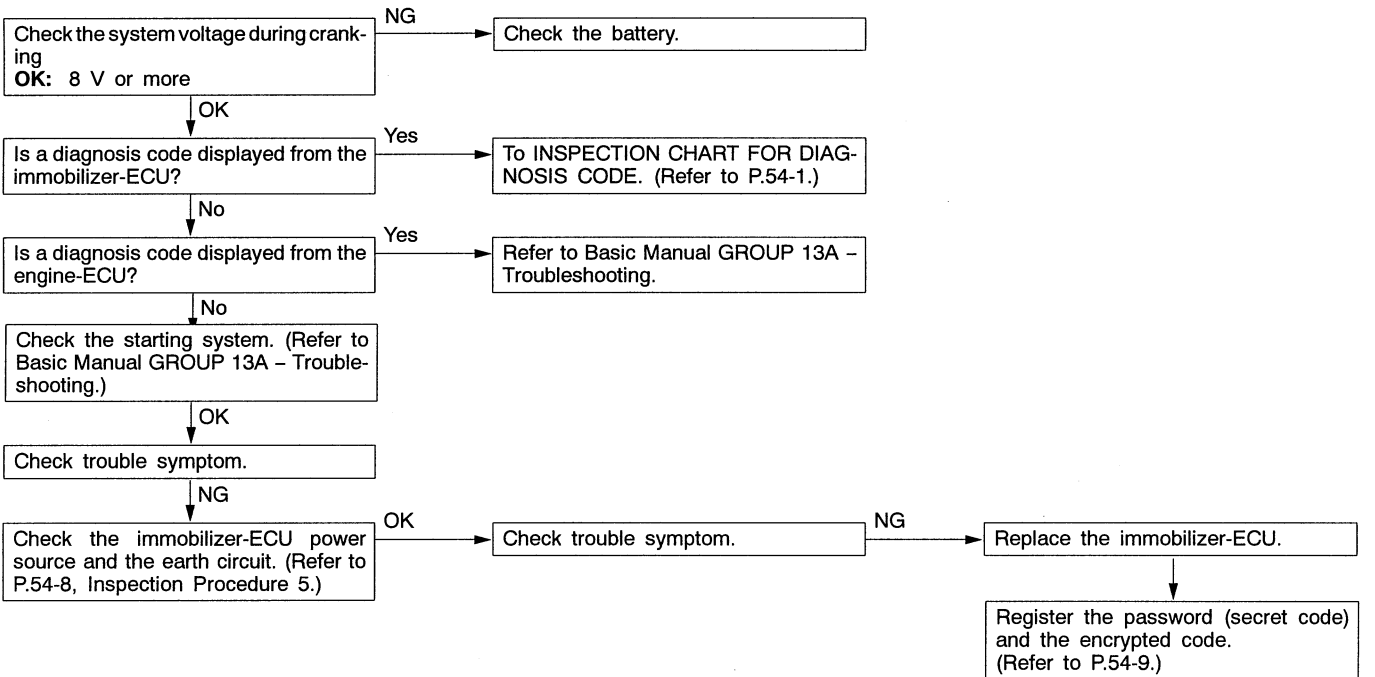 NG
Check the system voltage during crank-
ing
OK: 8 V or more
Check the battery.
OK
Is a diagnosis code displayed from the
immobilizer-ECU?
Yes
To INSPECTION CHART FOR DIAG-
NOSIS CODE. (Refer to P.54-1.)
No
Is a diagnosis code displayed from the
engine-ECU?
Yes
Refer to Basic Manual GROUP 13A –
Troubleshooting.
No
Check the starting system. (Refer to
Basic Manual GROUP 13A – Trouble-
shooting.)
OK
Check trouble symptom.
NG
Check the immobilizer-ECU power
source and the earth circuit. (Refer to
P.54-8, Inspection Procedure 5.)
OK
Check trouble symptom.
NG
Replace the immobilizer-ECU.
Register the password (secret code)
and the encrypted code.
(Refer to P.54-9.)